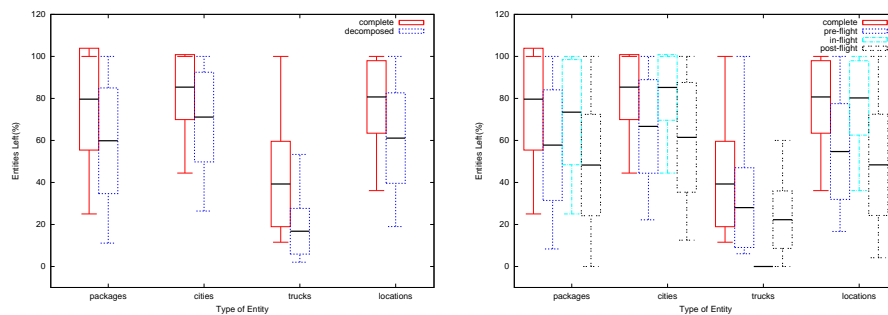 120
100
80
60
40
20
0
Entities Left(%)
complete
decomposed
packages
cities
trucks
locations
Type of Entity
120
100
80
60
40
20
0
Entities Left(%)
complete
pre-flight
in-flight
post-flight
packages
cities
trucks
locations
Type of Entity